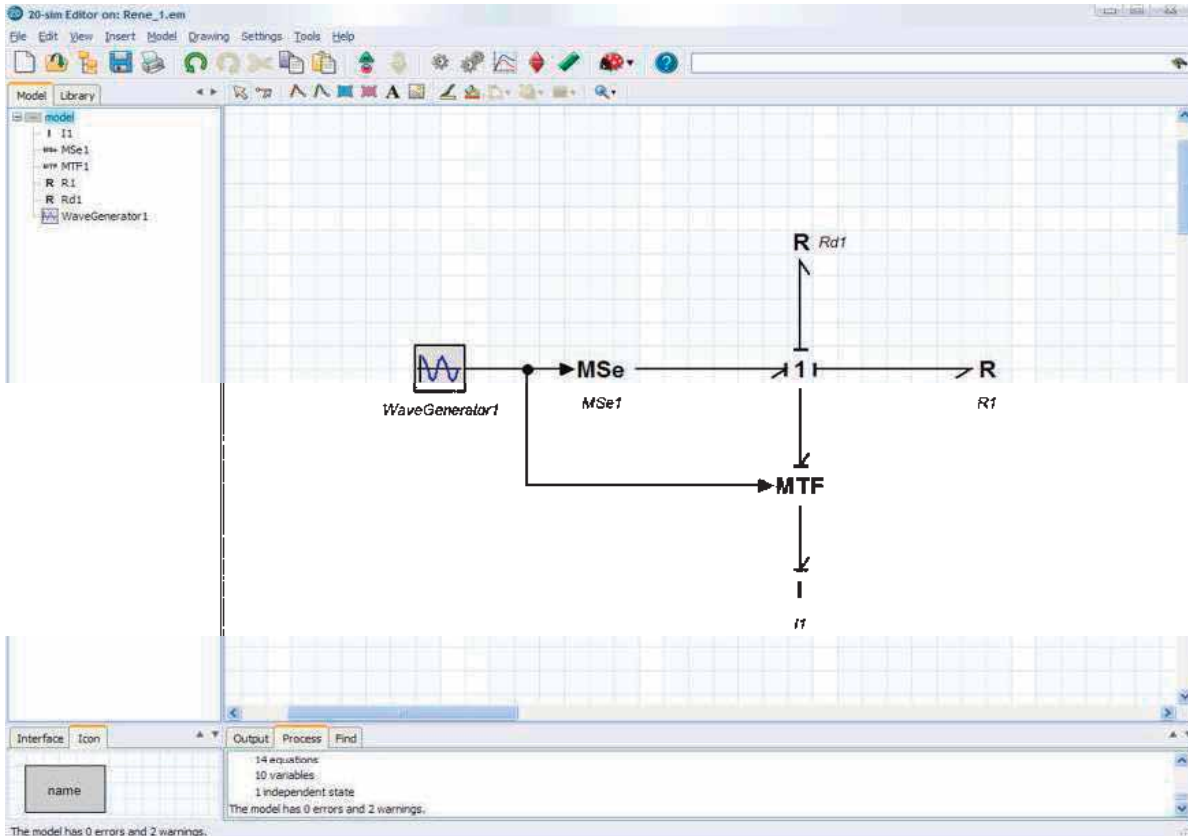 20-sim Editor on: Rene_1.em
File Edit View Insert Model Drawing Settings Tools Help
Model Library
model
I I1
MSe MSe1
MTF MTF1
R R1
R Rd1
WaveGenerator1
R Rd1
MSe 1 R
WaveGenerator1 MSe1 R1
MTF
I
I1
Interface Icon
Output Process Find
name
14 equations
10 variables
1 independent state
The model has 0 errors and 2 warnings.
The model has 0 errors and 2 warnings.